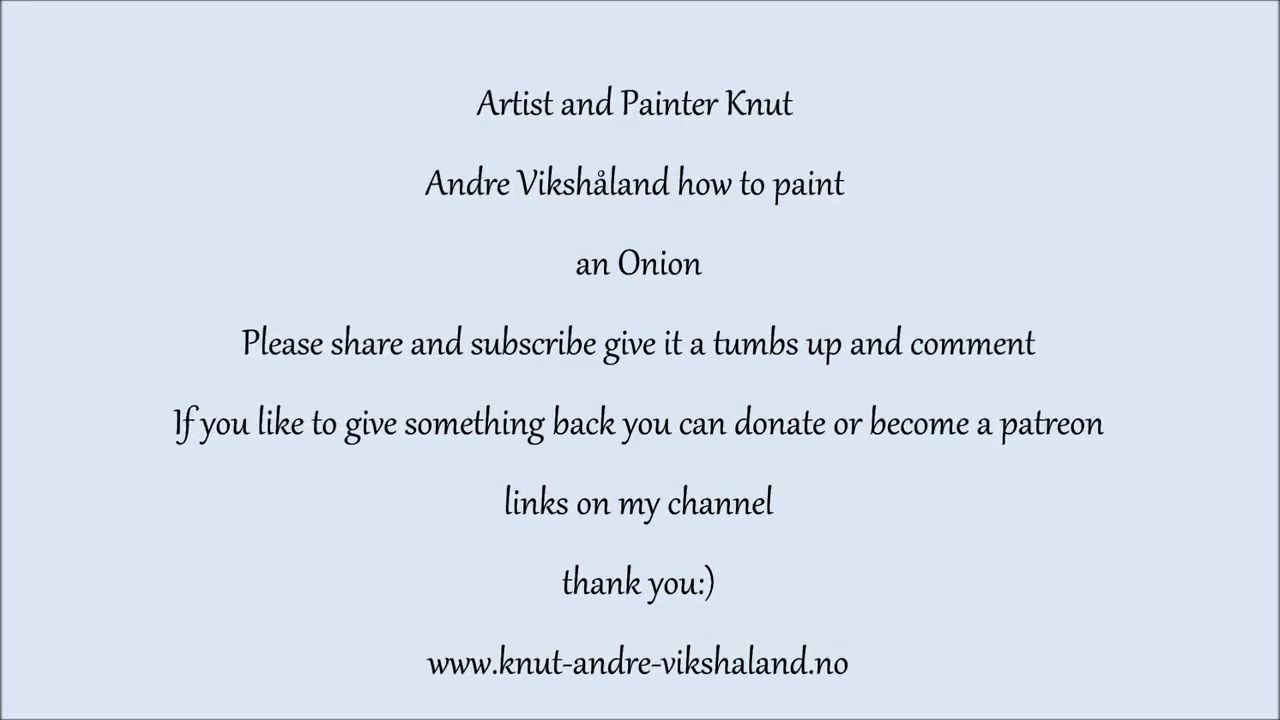 Artist and Painter Knut
Andre Vikshåland how to paint
an Onion
Please share and subscribe give it a tumbs up and comment
If you like to give something back you can donate or become a patreon
links on my channel
thank you:)
www.knut-andre-vikshaland.no